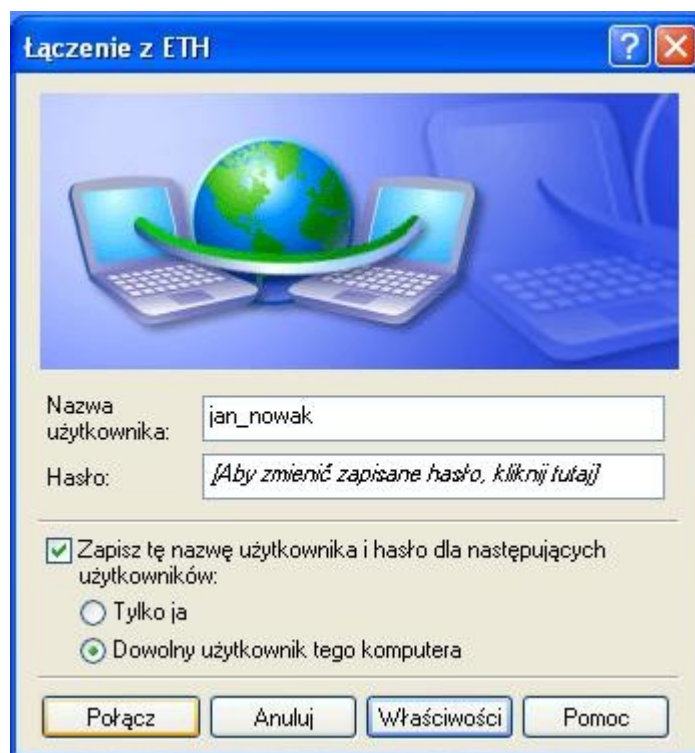 Łączenie z ETH
Nazwa
użytkownika:
jan_nowak
Hasło:
[Aby zmienić zapisane hasło, kliknij tutaj]
Zapisz tę nazwę użytkownika i hasło dla następujących
użytkowników:
Tylko ja
Dowolny użytkownik tego komputera
Połącz
Anuluj
Właściwości
Pomoc